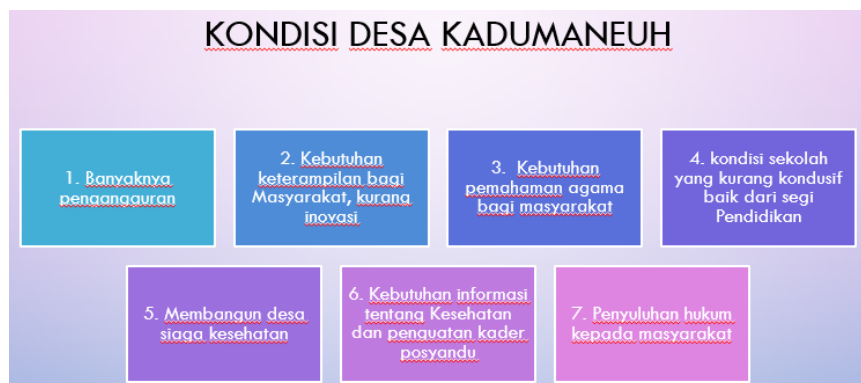 KONDISI DESA KADUMANEUH
1. Banyaknya
pengangguran
2. Kebutuhan
keterampilan bagi
Masyarakat, kurang
inovasi
3. Kebutuhan
pemahaman agama
bagi masyarakat
4. kondisi sekolah
yang kurang kondusif
baik dari segi
Pendidikan
5. Membangun desa
siaga kesehatan
6. Kebutuhan informasi
tentang Kesehatan
dan penguatan kader
posyandu
7. Penyuluhan hukum
kepada masyarakat